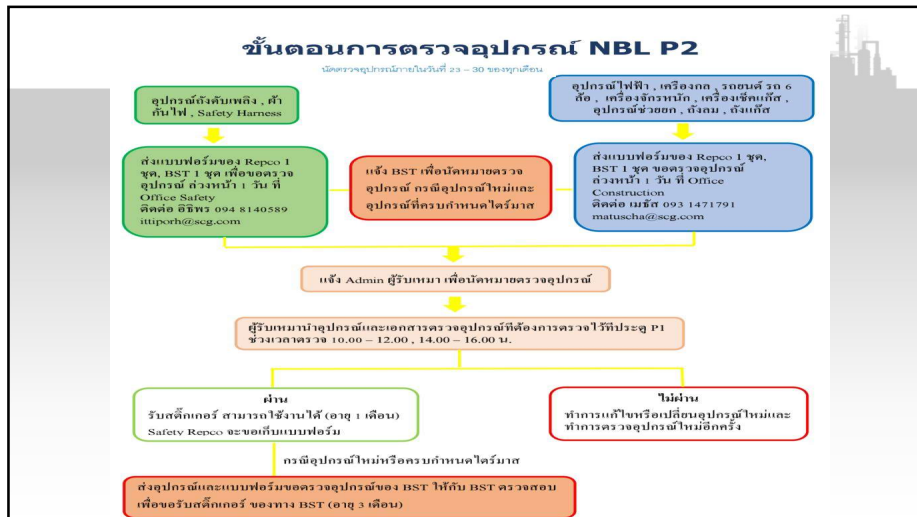 ขั้นตอนการตรวจอุปกรณ์ NBL P2
นัดตรวจอุปกรณ์ภายในวันที่ 23 – 30 ของทุกเดือน
อุปกรณ์ถังดับเพลิง , ผ้า
กันไฟ , Safety Harness
อุปกรณ์ไฟฟ้า , เครื่องกล , รถยนต์ รถ 6
ล้อ , เครื่องจักรหนัก , เครื่องเช็คแก๊ส ,
อุปกรณ์ช่วยยก , ถังลม , ถังแก๊ส
ส่งแบบฟอร์มของ Repco 1
ชุด, BST 1 ชุด เพื่อขอตรวจ
อุปกรณ์ ล่วงหน้า 1 วัน ที่
Office Safety
ติดต่อ อิธิพร 094 8140589
ittiporh@scg.com
แจ้ง BST เพื่อนัดหมายตรวจ
อุปกรณ์ กรณีอุปกรณ์ใหม่และ
อุปกรณ์ที่ครบกำหนดไตร์มาส
ส่งแบบฟอร์มของ Repco 1 ชุด,
BST 1 ชุด ขอตรวจอุปกรณ์
ล่วงหน้า 1 วัน ที่ Office
Construction
ติดต่อ เมธัส 093 1471791
matuscha@scg.com
แจ้ง Admin ผู้รับเหมา เพื่อนัดหมายตรวจอุปกรณ์
ผู้รับเหมานำอุปกรณ์และเอกสารตรวจอุปกรณ์ที่ต้องการตรวจไว้ที่ประตู P1
ช่วงเวลาตรวจ 10.00 – 12.00 , 14.00 – 16.00 น.
ผ่าน
รับสติ๊กเกอร์ สามารถใช้งานได้ (อายุ 1 เดือน)
Safety Repco จะขอเก็บแบบฟอร์ม
ไม่ผ่าน
ทำการแก้ไขหรือเปลี่ยนอุปกรณ์ใหม่และ
ทำการตรวจอุปกรณ์ใหม่อีกครั้ง
กรณีอุปกรณ์ใหม่หรือครบกำหนดไตร์มาส
ส่งอุปกรณ์และแบบฟอร์มขอตรวจอุปกรณ์ของ BST ให้กับ BST ตรวจสอบ
เพื่อขอรับสติ๊กเกอร์ ของทาง BST (อายุ 3 เดือน)